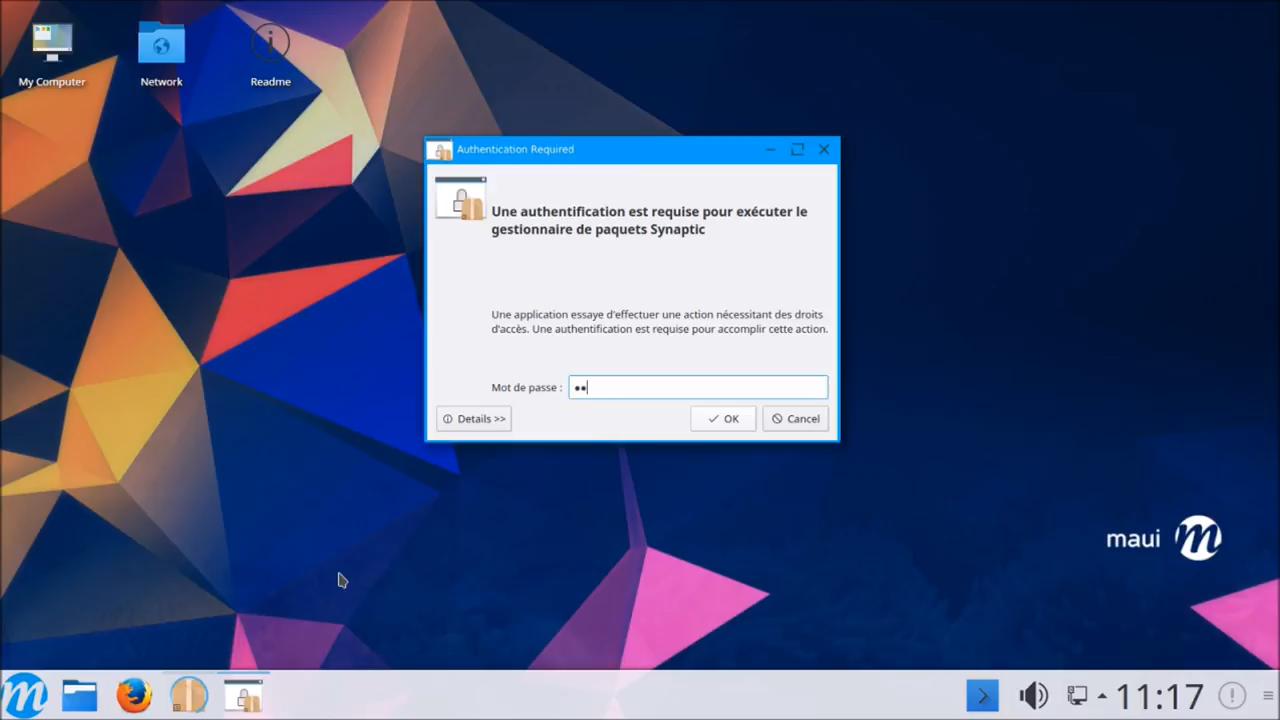 My Computer
Network
Readme
Authentication Required
Une authentification est requise pour exécuter le
gestionnaire de paquets Synaptic
Une application essaye d'effectuer une action nécessitant des droits
d'accès. Une authentification est requise pour accomplir cette action.
Mot de passe : ••
Details >>
OK
Cancel
maui m
m
11:17